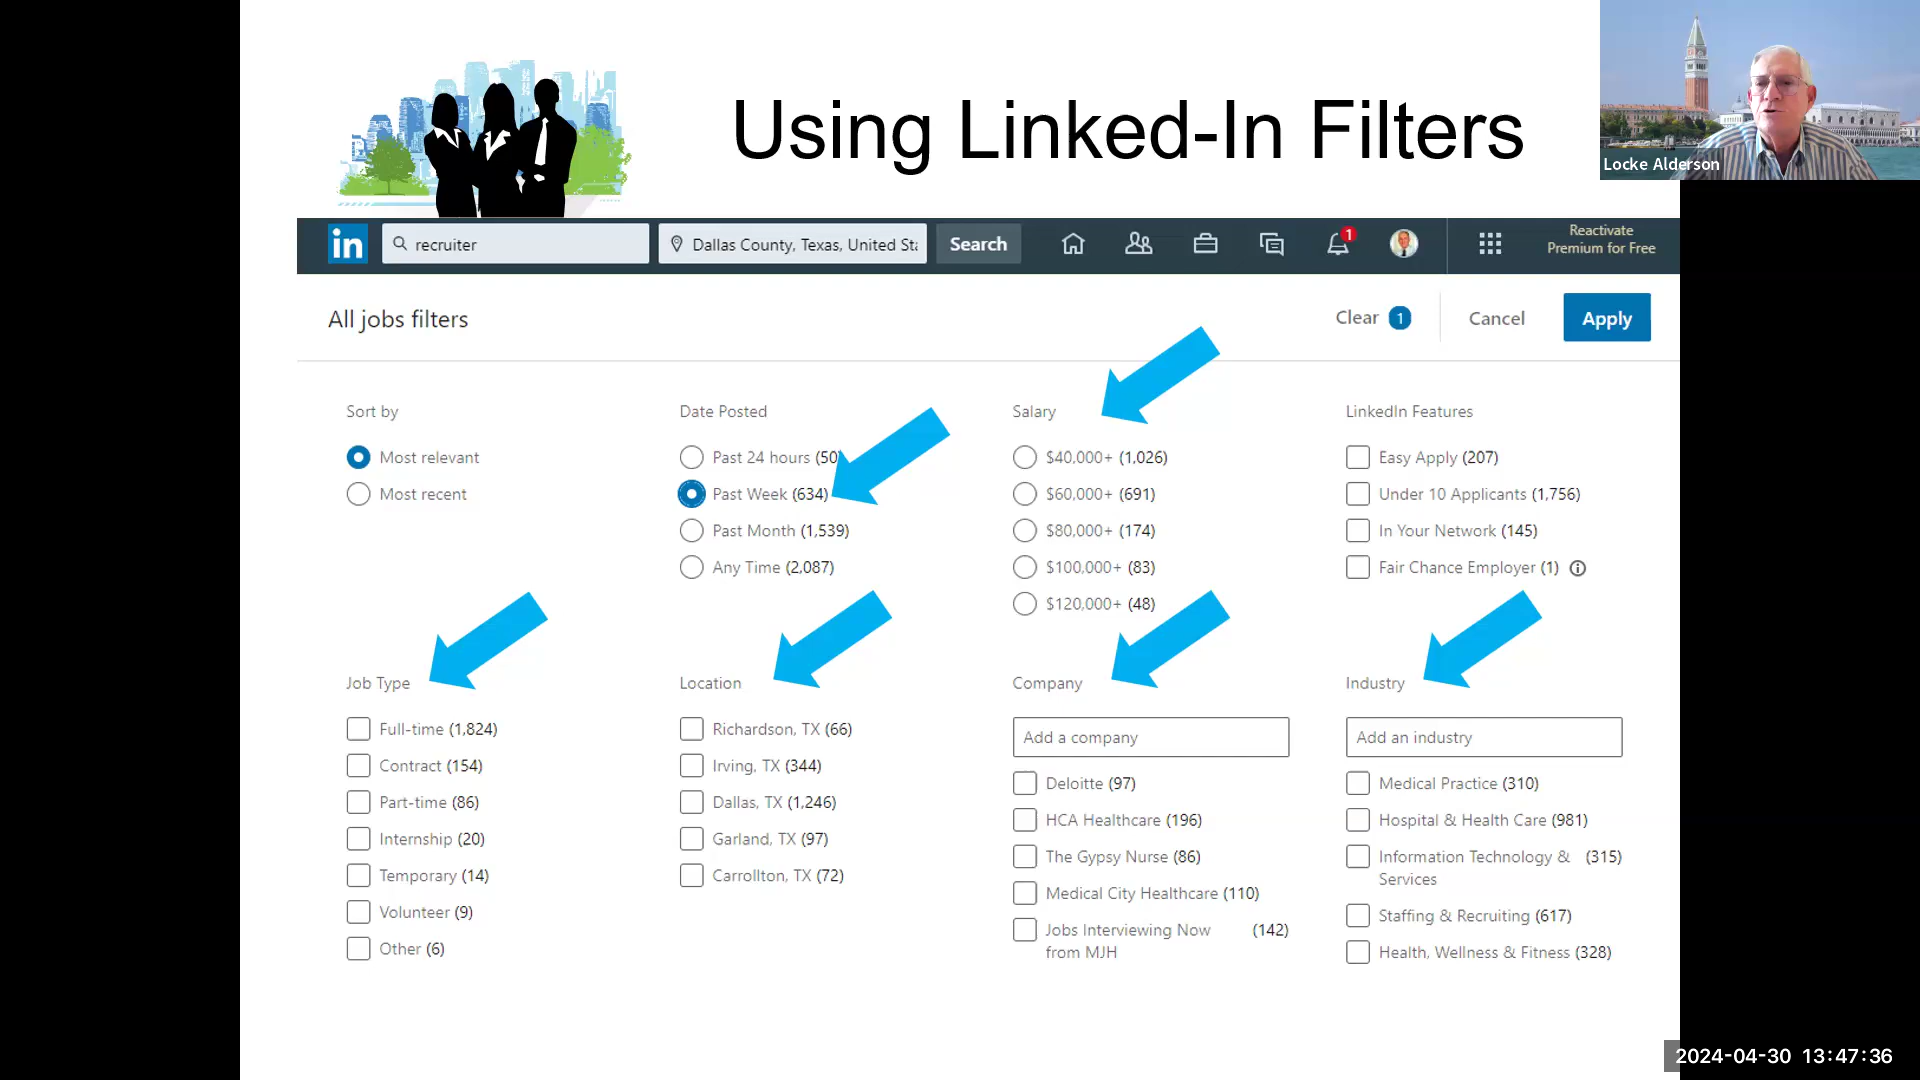 Using Linked-In Filters
Locke Alderson
in
recruiter
Dallas County, Texas, United Sta
Search
1
Reactivate
Premium for Free
All jobs filters
Clear 1
Cancel
Apply
Sort by
Most relevant
Most recent
Date Posted
Past 24 hours (50
Past Week (634)
Past Month (1,539)
Any Time (2,087)
Salary
$40,000+ (1,026)
$60,000+ (691)
$80,000+ (174)
$100,000+ (83)
$120,000+ (48)
LinkedIn Features
Easy Apply (207)
Under 10 Applicants (1,756)
In Your Network (145)
Fair Chance Employer (1)
Job Type
Full-time (1,824)
Contract (154)
Part-time (86)
Internship (20)
Temporary (14)
Volunteer (9)
Other (6)
Location
Richardson, TX (66)
Irving, TX (344)
Dallas, TX (1,246)
Garland, TX (97)
Carrollton, TX (72)
Company
Add a company
Deloitte (97)
HCA Healthcare (196)
The Gypsy Nurse (86)
Medical City Healthcare (110)
Jobs Interviewing Now (142)
from MJH
Industry
Add an industry
Medical Practice (310)
Hospital & Health Care (981)
Information Technology & (315)
Services
Staffing & Recruiting (617)
Health, Wellness & Fitness (328)
2024-04-30 13:47:36